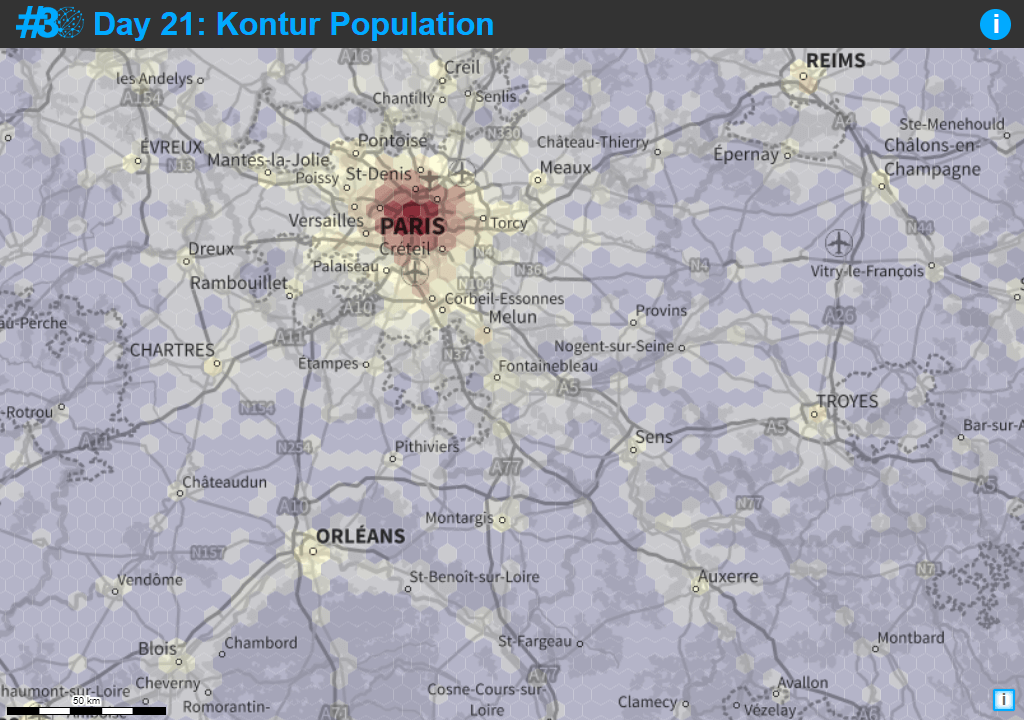 #30 Day 21: Kontur Population
i
A16
Creil
REIMS
les Andelys
A154
Chantilly
Senlis
A4
Ste-Menehould
N330
Pontoise
Château-Thierry
Châlons-en-
Champagne
ÉVREUX
N13
Mantes-la-Jolie
Épernay
Poissy
St-Denis
Meaux
Versailles
PARIS
Torcy
N44
Dreux
Créteil
N4
Palaiseau
N36
N4
Vitry-le-François
Rambouillet
N104
A10
Corbeil-Essonnes
Melun
Provins
A26
au-Perche
A11
CHARTRES
Étampes
N37
Nogent-sur-Seine
Fontainebleau
A5
N154
TROYES
-Rotrou
A5
Bar-sur-A
A11
N254
Pithiviers
Sens
A77
Châteaudun
A5
A10
Montargis
N77
ORLÉANS
N157
N71
Vendôme
St-Benoît-sur-Loire
Auxerre
Blois
Chambord
St-Fargeau
Montbard
A77
Cheverny
haumont-sur-Loire
Cosne-Cours-sur-
Loire
Avallon
50 km
Romorantin-
Clamecy
Vézelay
i
Amboise
A71
A6